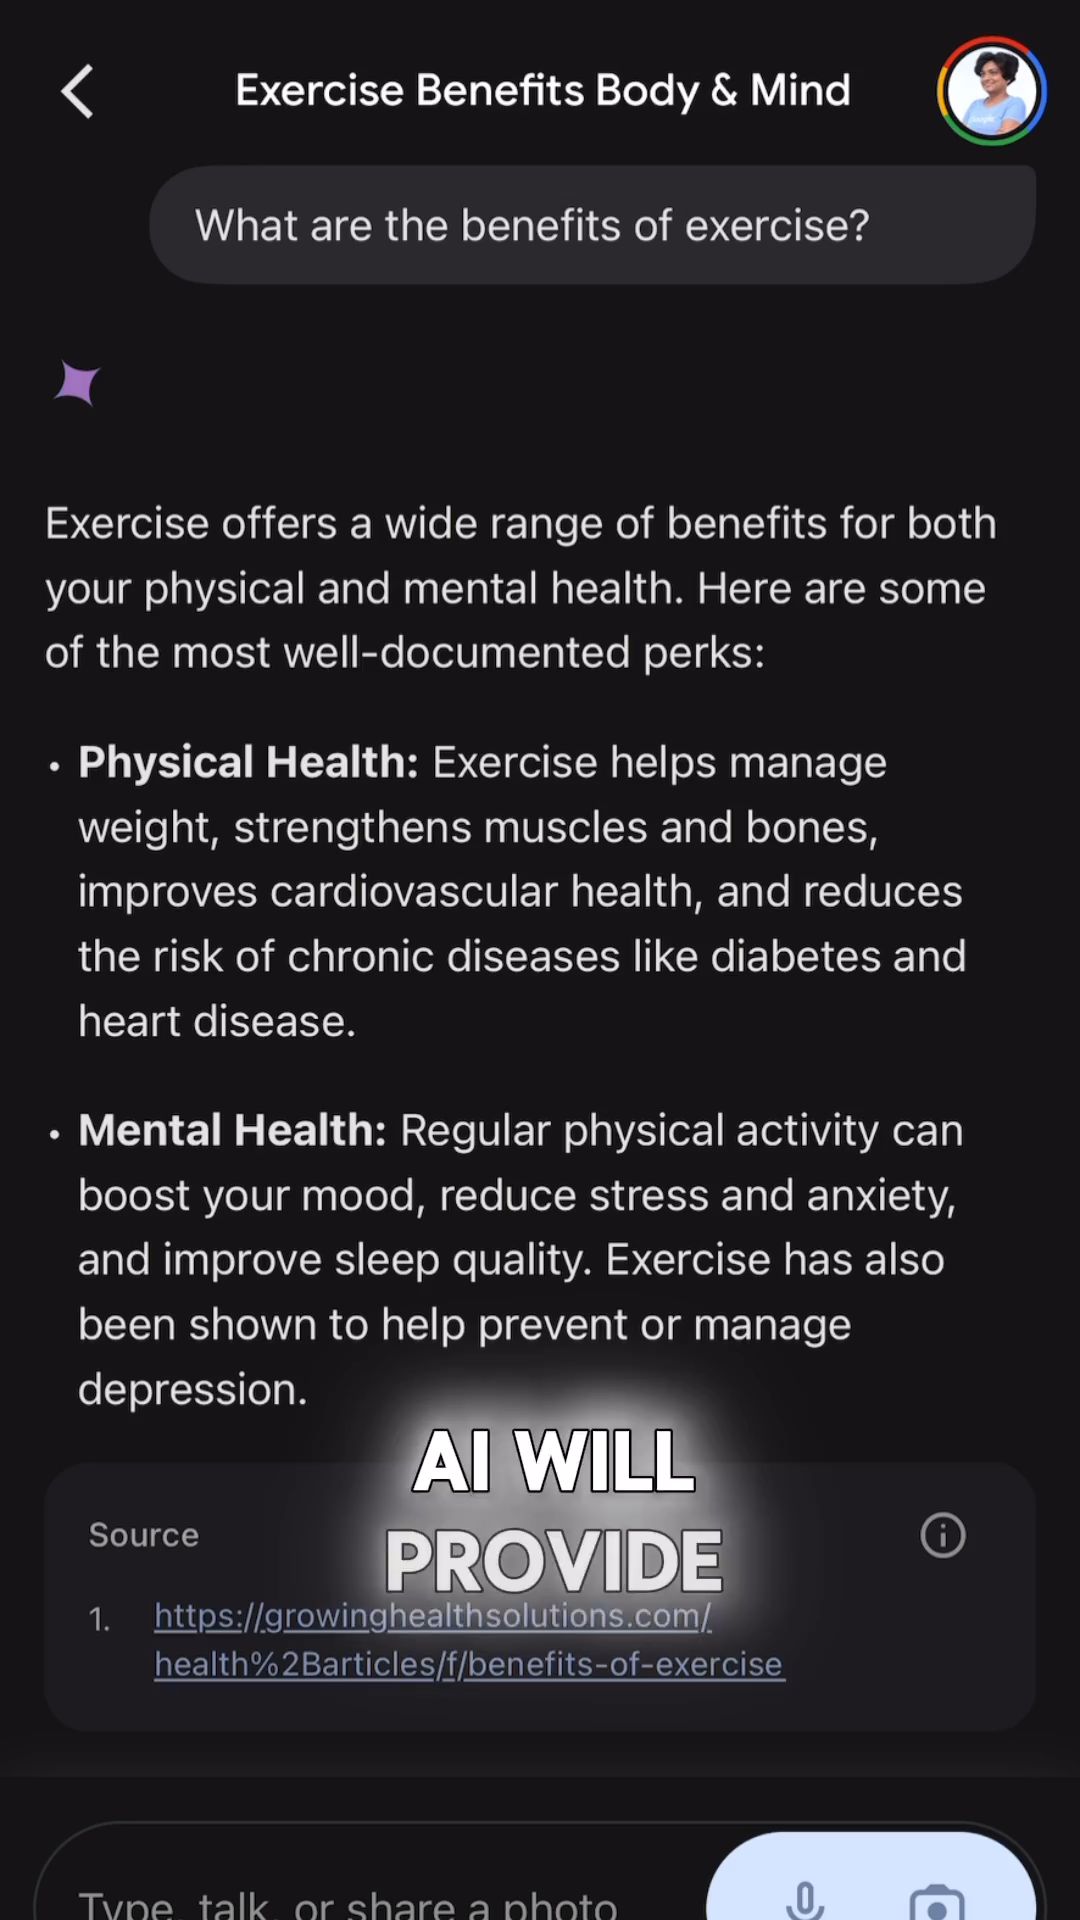 Exercise Benefits Body & Mind
What are the benefits of exercise?
Exercise offers a wide range of benefits for both
your physical and mental health. Here are some
of the most well-documented perks:
• Physical Health: Exercise helps manage
weight, strengthens muscles and bones,
improves cardiovascular health, and reduces
the risk of chronic diseases like diabetes and
heart disease.
• Mental Health: Regular physical activity can
boost your mood, reduce stress and anxiety,
and improve sleep quality. Exercise has also
been shown to help prevent or manage
depression.
AI WILL
PROVIDE
Source
1. https://growinghealthsolutions.com/
health%2Barticles/f/benefits-of-exercise
Type, talk, or share a photo